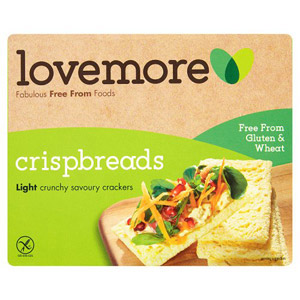 lovemore
Fabulous Free From Foods
Free From
Gluten &
Wheat
crispbreads
Light crunchy savoury crackers